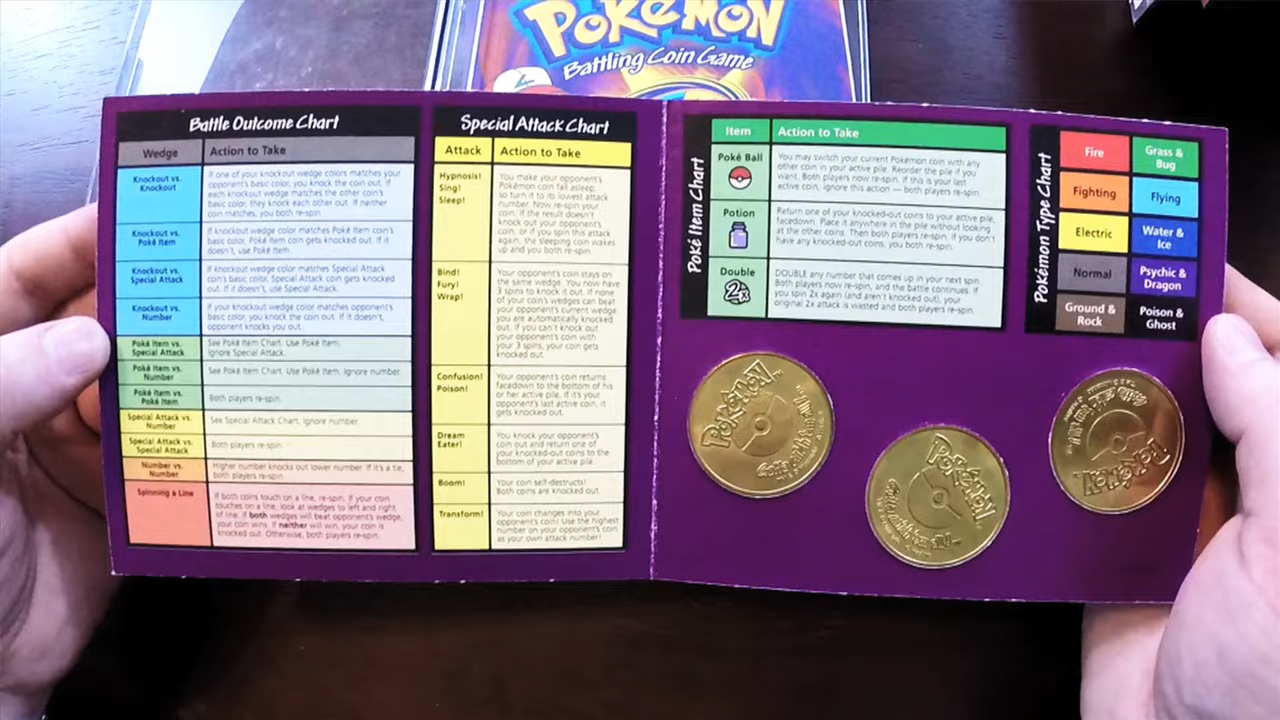 POKéMON
Battling Coin Game
Battle Outcome Chart
Wedge
Action to Take
Knockout vs.
Knockout
If one of your knockout wedge colors matches your
opponent's basic color, you knock the coin out. If
each knockout wedge matches the other coin's
basic color, they knock each other out. If neither
coin matches, you both re-spin.
Knockout vs.
Poké Item
If knockout wedge color matches Poké Item coin's
basic color, Poké Item coin gets knocked out. If it
doesn't, use Poké Item.
Knockout vs.
Special Attack
If knockout wedge color matches Special Attack
coin's basic color, Special Attack coin gets knocked
out. If it doesn't, use Special Attack.
Knockout vs.
Number
If your knockout wedge color matches opponent's
basic color, you knock the coin out. If it doesn't,
opponent knocks you out.
Poké Item vs.
Special Attack
See Poké Item Chart. Use Poké Item.
Ignore Special Attack.
Poké Item vs.
Number
See Poké Item Chart. Use Poké Item. Ignore number.
Poké Item vs.
Poké Item
Both players re-spin.
Special Attack vs.
Number
See Special Attack Chart. Ignore number.
Special Attack vs.
Special Attack
Both players re-spin.
Number vs.
Number
Higher number knocks out lower number. If it's a tie,
both players re-spin.
Spinning a Line
If both coins touch on a line, re-spin. If your coin
touches on a line, look at wedges to left and right
of line. If both wedges will beat opponent's wedge,
your coin wins. If neither will win, your coin is
knocked out. Otherwise, both players re-spin.
Special Attack Chart
Attack
Action to Take
Hypnosis!
Sing!
Sleep!
You make your opponent's
Pokémon coin fall asleep,
so turn it to its lowest attack
number. Now re-spin your
coin. If the result doesn't
knock out your opponent's
coin, or if you spin this attack
again, the sleeping coin wakes
up and you both re-spin.
Bind!
Fury!
Wrap!
Your opponent's coin stays on
the same wedge. You now have
3 spins to knock it out. If none
of your coin's wedges can beat
your opponent's current wedge,
you are automatically knocked
out. If you can't knock out
your opponent's coin with
your 3 spins, your coin gets
knocked out.
Confusion!
Poison!
Your opponent's coin returns
facedown to the bottom of his
or her active pile. If it's your
opponent's last active coin, it
gets knocked out.
Dream
Eater!
You knock your opponent's
coin out and return one of
your knocked-out coins to the
bottom of your active pile.
Boom!
Your coin self-destructs!
Both coins are knocked out.
Transform!
Your coin changes into your
opponent's coin! Use the highest
number on your opponent's coin
as your own attack number!
Poké Item Chart
Item
Action to Take
Poké Ball
You may switch your current Pokémon coin with any
other coin in your active pile. Reorder the pile if you
want. Both players now re-spin. If this is your last
active coin, ignore this action — both players re-spin.
Potion
Return one of your knocked-out coins to your active pile,
facedown. Place it anywhere in the pile without looking
at the other coins. Then both players re-spin. If you don't
have any knocked-out coins, you both re-spin.
Double
2x
DOUBLE any number that comes up in your next spin.
Both players now re-spin, and the battle continues. If
you spin 2x again (and aren't knocked out), your
original 2x attack is wasted and both players re-spin.
Pokémon Type Chart
Fire
Grass &
Bug
Fighting
Flying
Electric
Water &
Ice
Normal
Psychic &
Dragon
Ground &
Rock
Poison &
Ghost
POKéMON
Gotta catch 'em all!
POKéMON
Gotta catch 'em all!
POKéMON
Gotta catch 'em all!